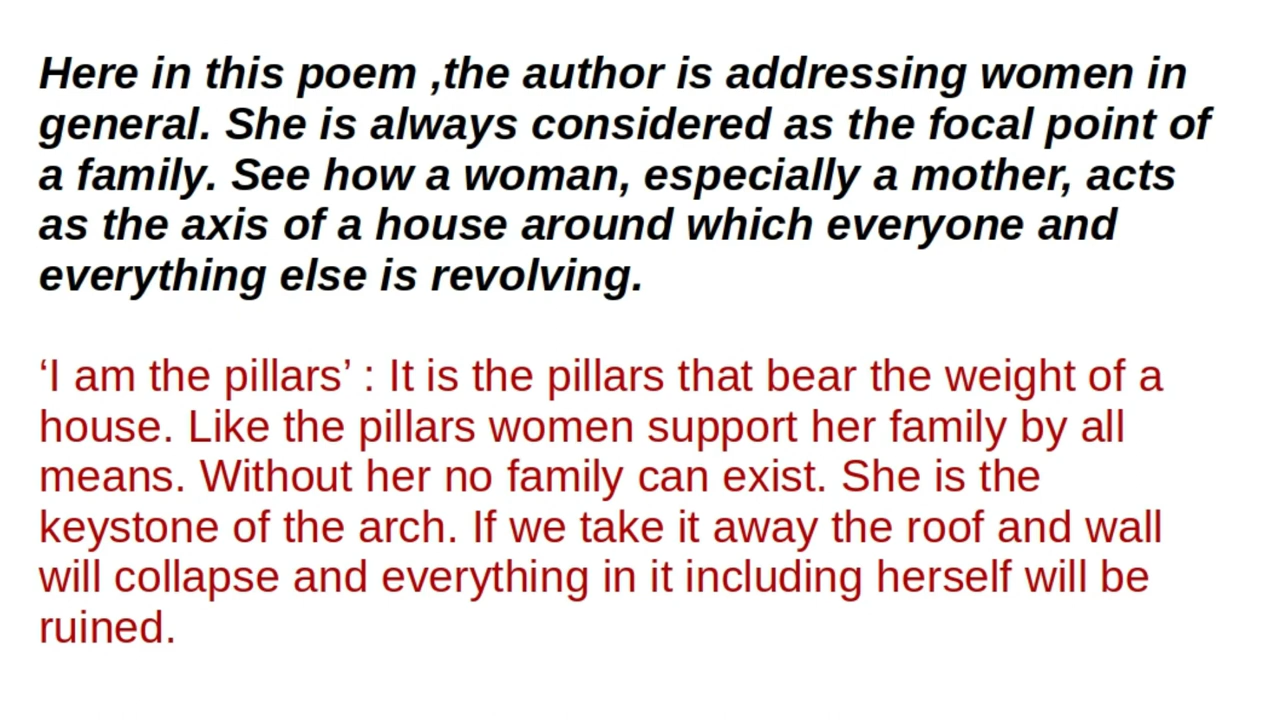 Here in this poem ,the author is addressing women in
general. She is always considered as the focal point of
a family. See how a woman, especially a mother, acts
as the axis of a house around which everyone and
everything else is revolving.
‘I am the pillars’ : It is the pillars that bear the weight of a
house. Like the pillars women support her family by all
means. Without her no family can exist. She is the
keystone of the arch. If we take it away the roof and wall
will collapse and everything in it including herself will be
ruined.